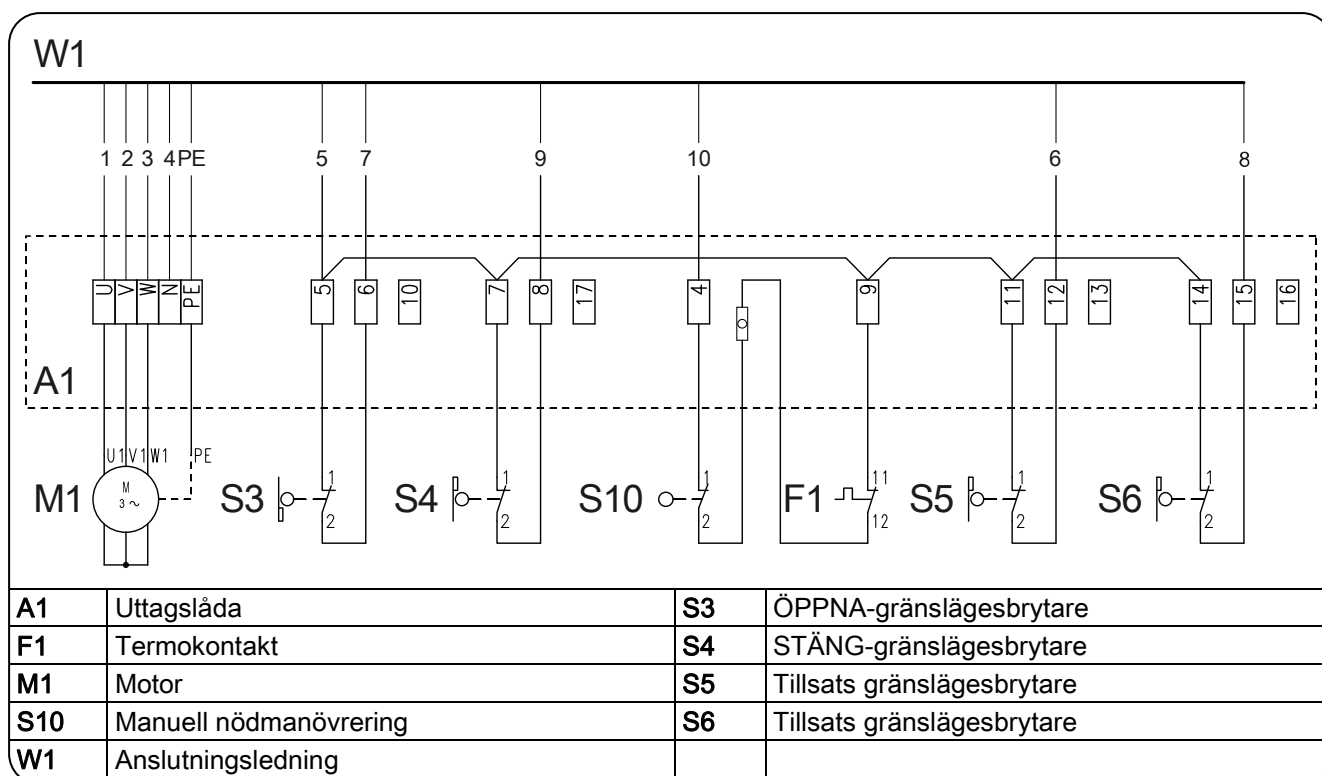 W1
1 2 3 4 PE 5 7 9 10 6 8
U V W N PE 5 6 10 7 8 17 4 9 11 12 13 14 15 16
A1
U1 V1 W1 PE
M1 M 3 ~ S3 1 2 S4 1 2 S10 1 2 F1 11 12 S5 1 2 S6 1 2
A1 Uttagslåda S3 ÖPPNA-gränslägesbrytare
F1 Termokontakt S4 STÄNG-gränslägesbrytare
M1 Motor S5 Tillsats gränslägesbrytare
S10 Manuell nödmanövrering S6 Tillsats gränslägesbrytare
W1 Anslutningsledning